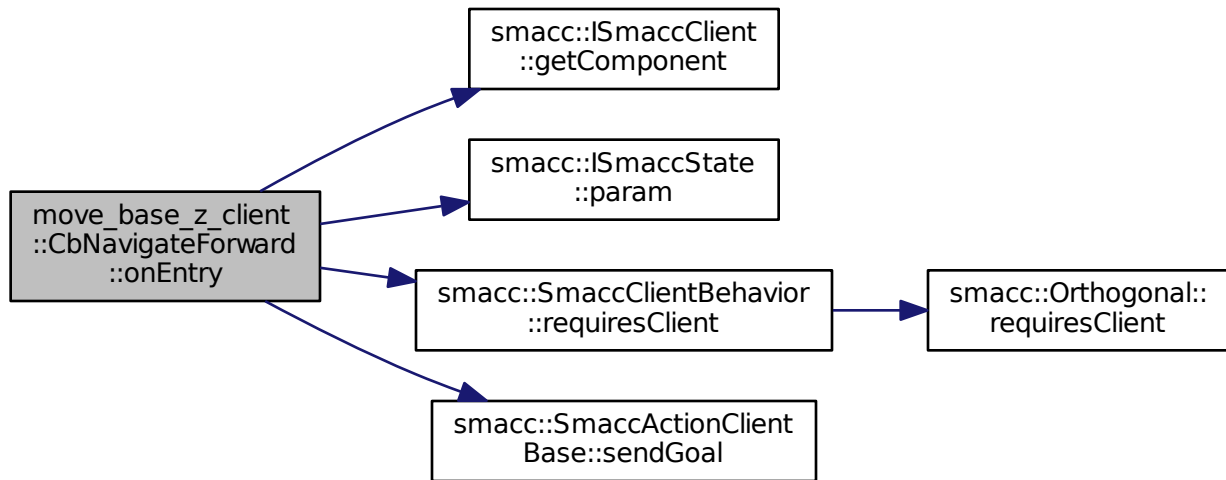 smacc::ISmaccClient
::getComponent
smacc::ISmaccState
::param
move_base_z_client
::CbNavigateForward
::onEntry
smacc::SmaccClientBehavior
::requiresClient
smacc::Orthogonal::
requiresClient
smacc::SmaccActionClient
Base::sendGoal